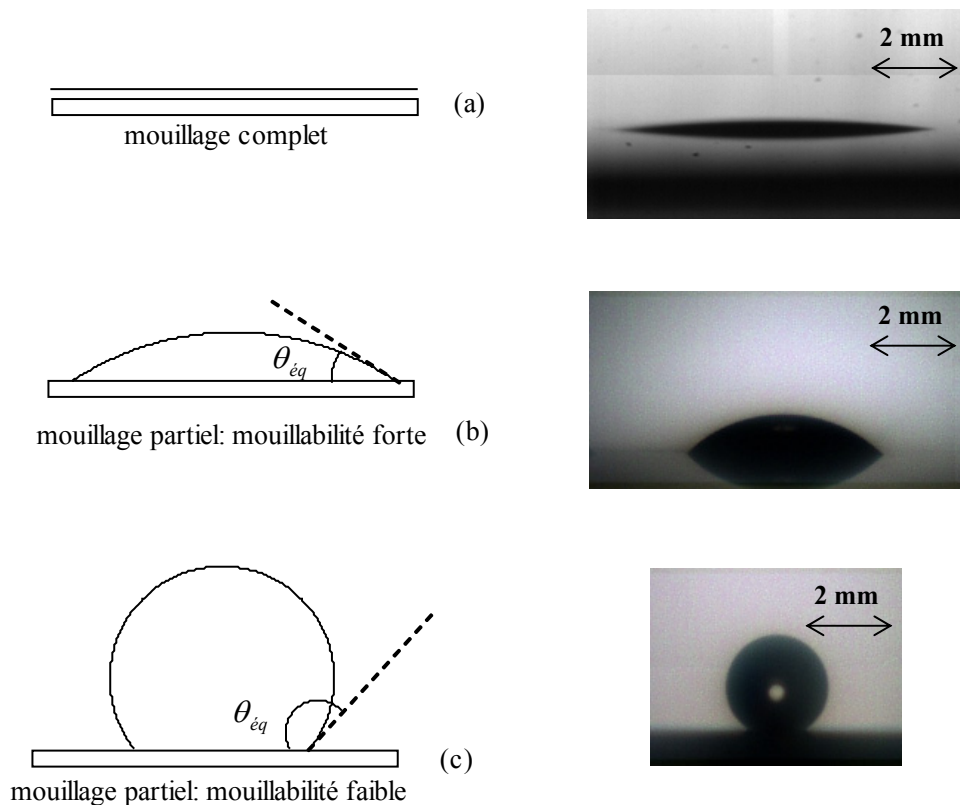 2 mm
(a)
mouillage complet
2 mm
θéq
mouillage partiel: mouillabilité forte (b)
2 mm
θéq
(c)
mouillage partiel: mouillabilité faible